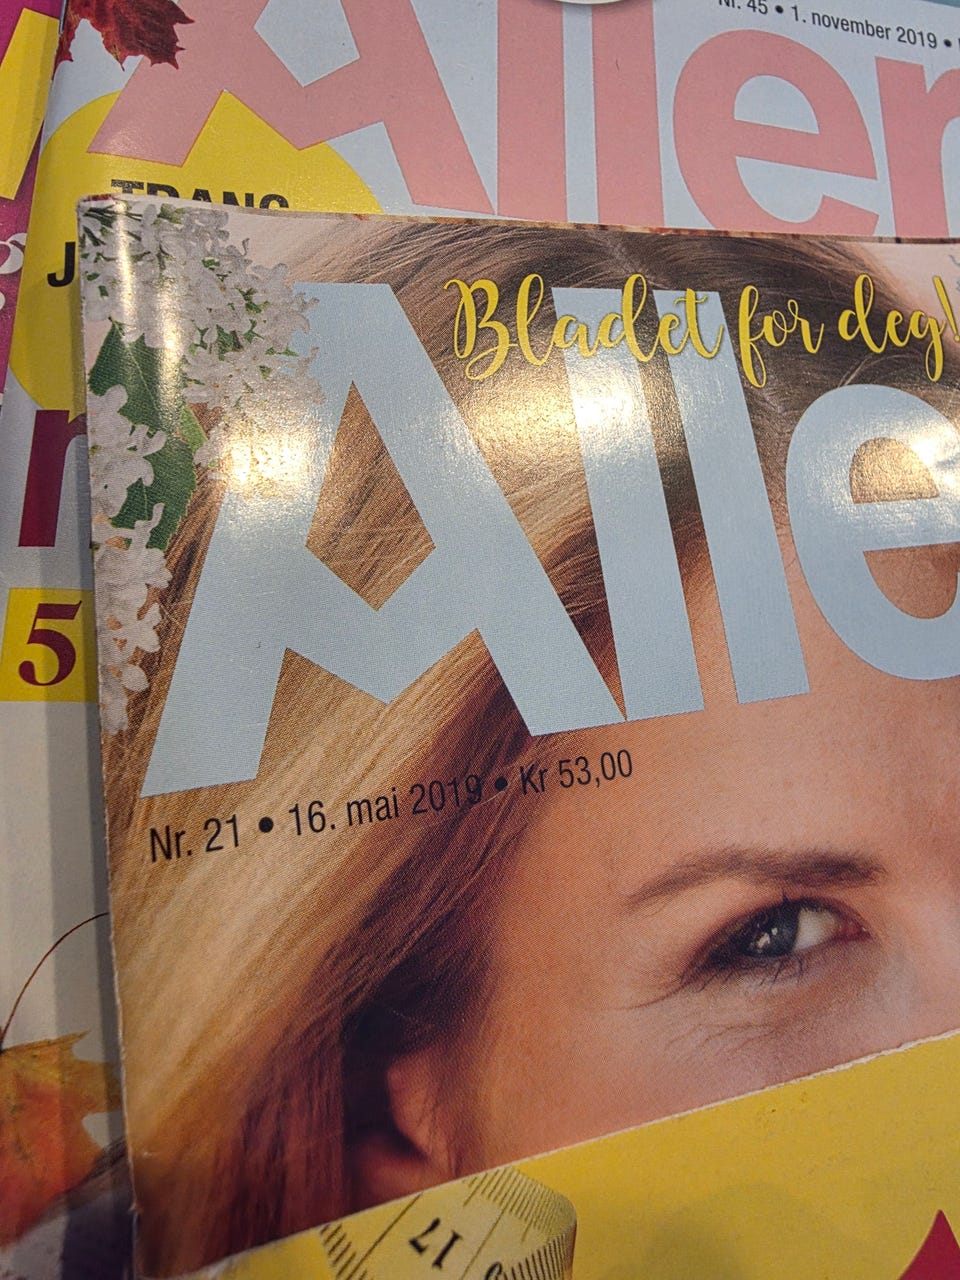 Nr. 45 • 1. november 2019 •
Aller
TRANS
J
Bladet for deg!
Alle
Nr. 21 • 16. mai 2019 • Kr 53,00
5
17